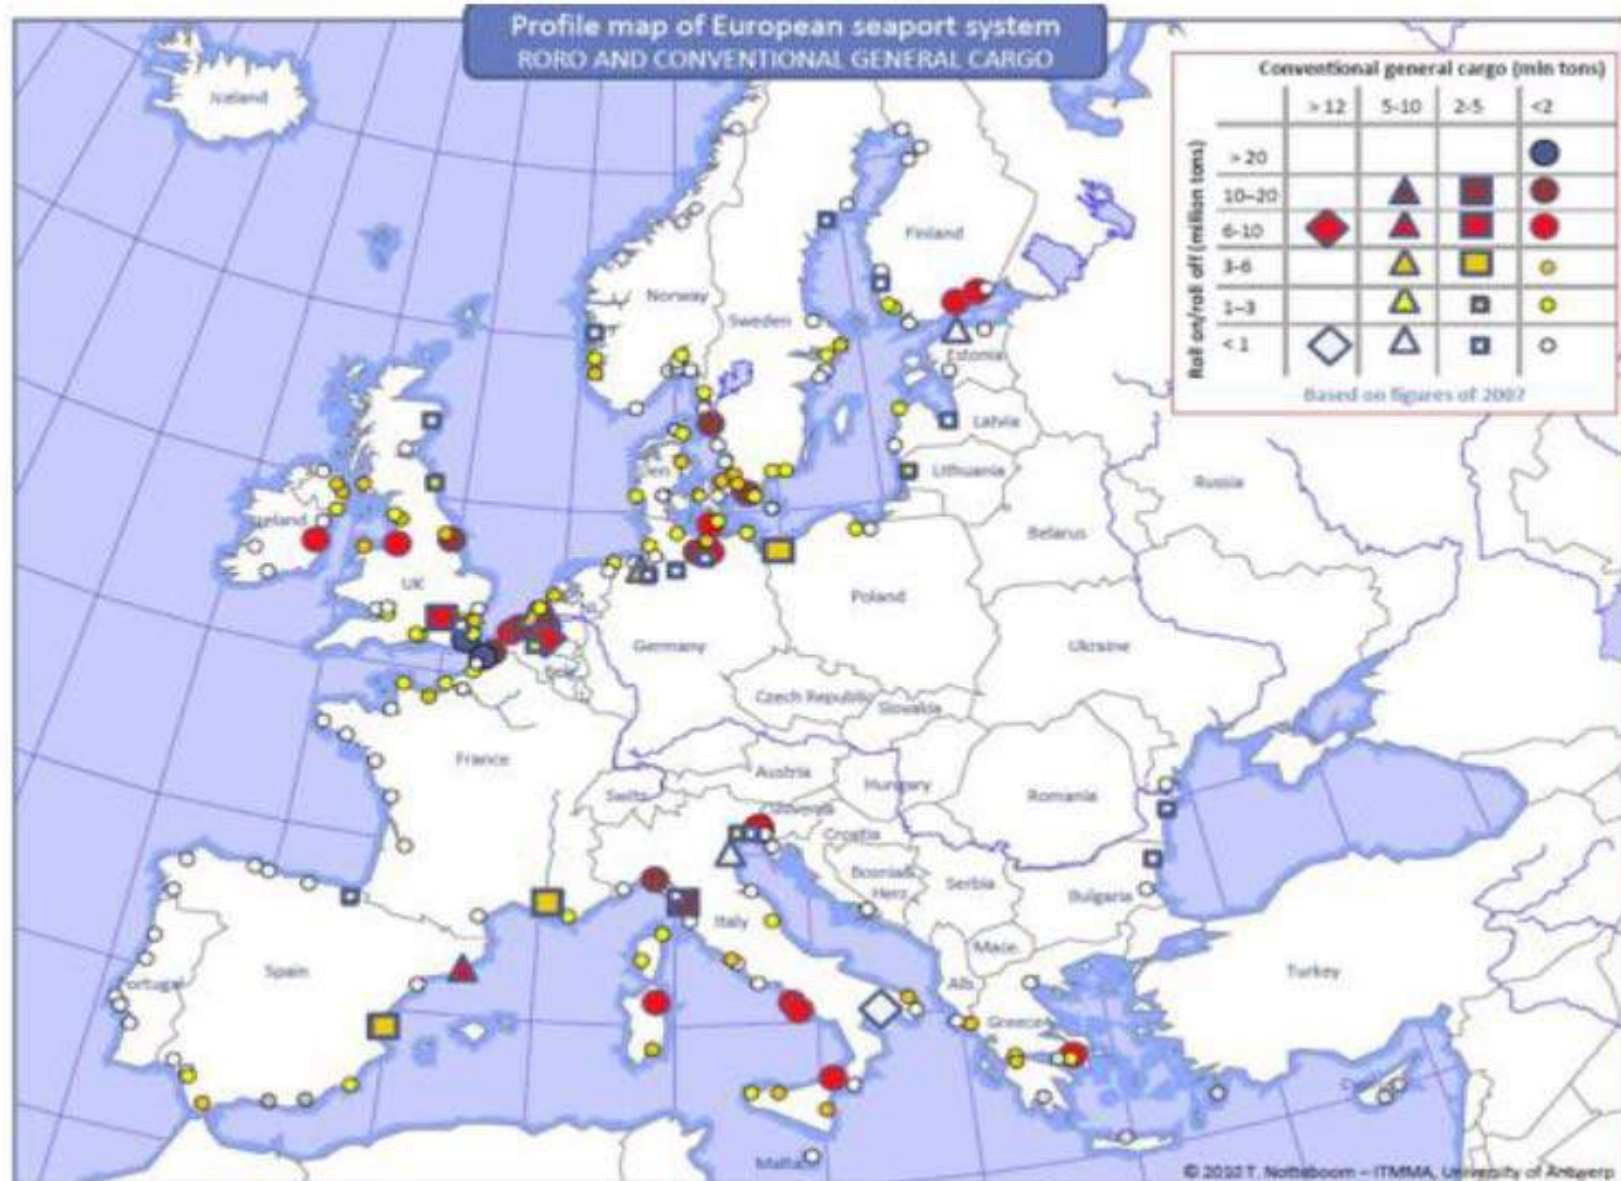 Profile map of European seaport system
RORO AND CONVENTIONAL GENERAL CARGO
Conventional general cargo (mln tons)
> 12 5-10 2-5 <2
Roll on/roll off (million tons)
> 20
10–20
6-10
3-6
1–3
< 1
Based on figures of 2007
Iceland
Finland
Norway
Sweden
Estonia
Latvia
Lithuania
Russia
Ireland
Belarus
UK
NL
Poland
Germany
Ukraine
Czech Republic
Slovakia
France
Austria
Switz
Hungary
Slovenia
Romania
Croatia
Bosnia&
Herz
Serbia
Bulgaria
Italy
Mace.
Spain
Portugal
Alb.
Turkey
Greece
Malta
© 2010 T. Notteboom – ITMMA, University of Antwerp